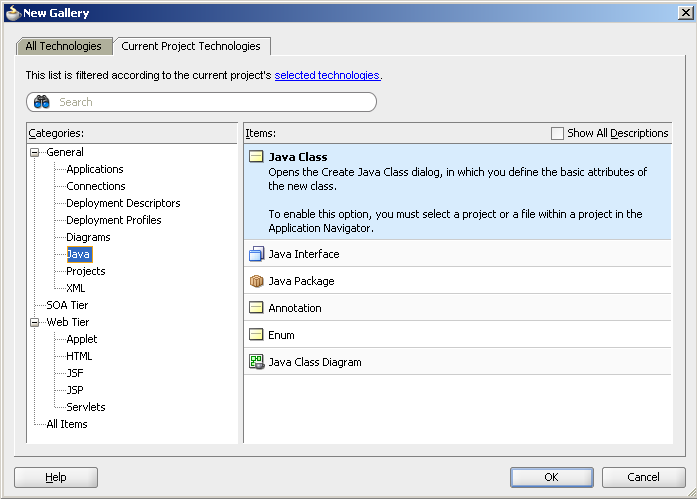 New Gallery
All Technologies
Current Project Technologies
This list is filtered according to the current project's selected technologies.
Search
Categories:
General
Applications
Connections
Deployment Descriptors
Deployment Profiles
Diagrams
Java
Projects
XML
SOA Tier
Web Tier
Applet
HTML
JSF
JSP
Servlets
All Items
Items:
Show All Descriptions
Java Class
Opens the Create Java Class dialog, in which you define the basic attributes of
the new class.
To enable this option, you must select a project or a file within a project in the
Application Navigator.
Java Interface
Java Package
Annotation
Enum
Java Class Diagram
Help
OK
Cancel